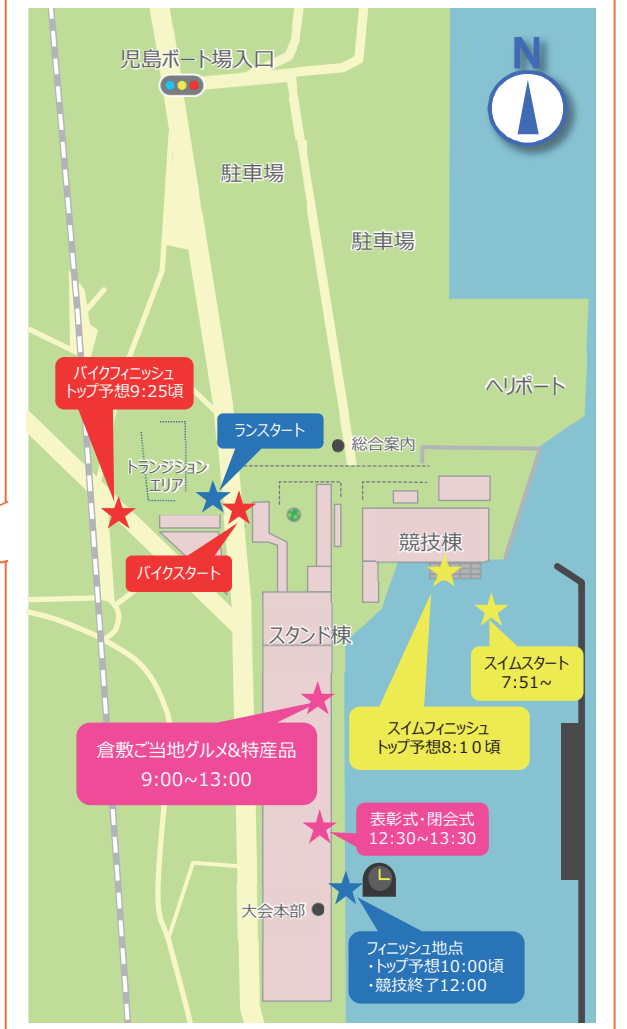 児島ボート場入口
N
駐車場
駐車場
ヘリポート
バイクフィニッシュ
トップ予想9:25頃
ランスタート
総合案内
トランジション
エリア
競技棟
バイクスタート
スタンド棟
スイムスタート
7:51~
スイムフィニッシュ
トップ予想8:10頃
倉敷ご当地グルメ&特産品
9:00~13:00
表彰式・閉会式
12:30~13:30
大会本部
フィニッシュ地点
・トップ予想10:00頃
・競技終了12:00